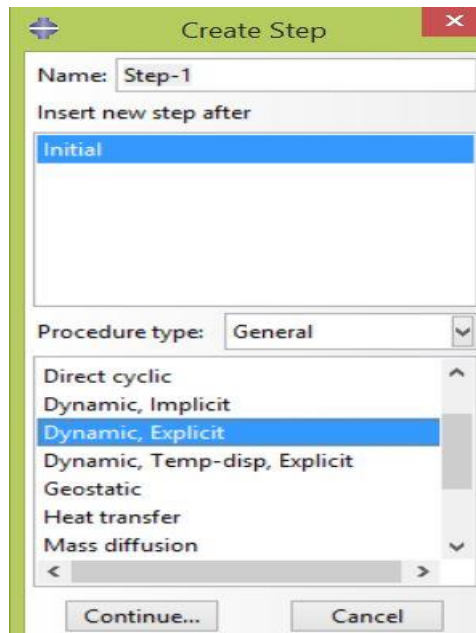 Create Step
Name: Step-1
Insert new step after
Initial
Procedure type: General
Direct cyclic
Dynamic, Implicit
Dynamic, Explicit
Dynamic, Temp-disp, Explicit
Geostatic
Heat transfer
Mass diffusion
Continue... Cancel